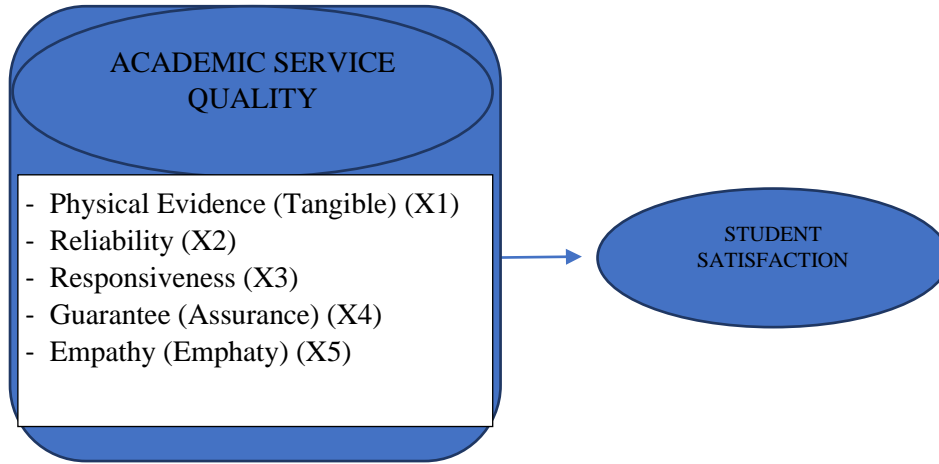 ACADEMIC SERVICE
QUALITY
- Physical Evidence (Tangible) (X1)
- Reliability (X2)
- Responsiveness (X3)
- Guarantee (Assurance) (X4)
- Empathy (Emphaty) (X5)
STUDENT
SATISFACTION